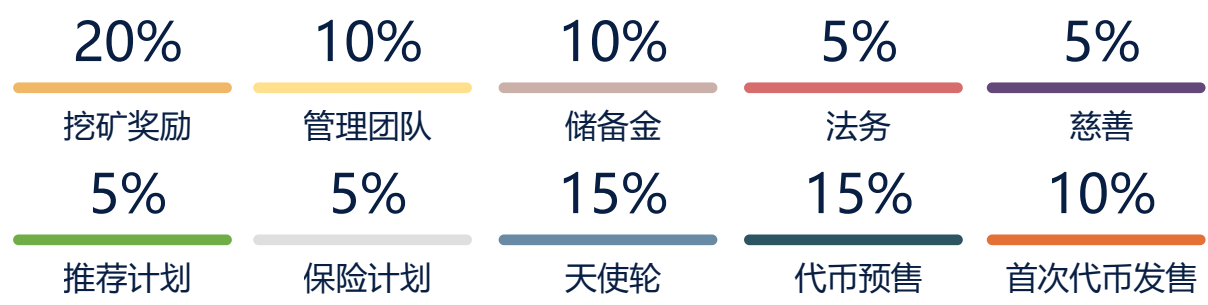 20% 10% 10% 5% 5%
挖矿奖励 管理团队 储备金 法务 慈善
5% 5% 15% 15% 10%
推荐计划 保险计划 天使轮 代币预售 首次代币发售